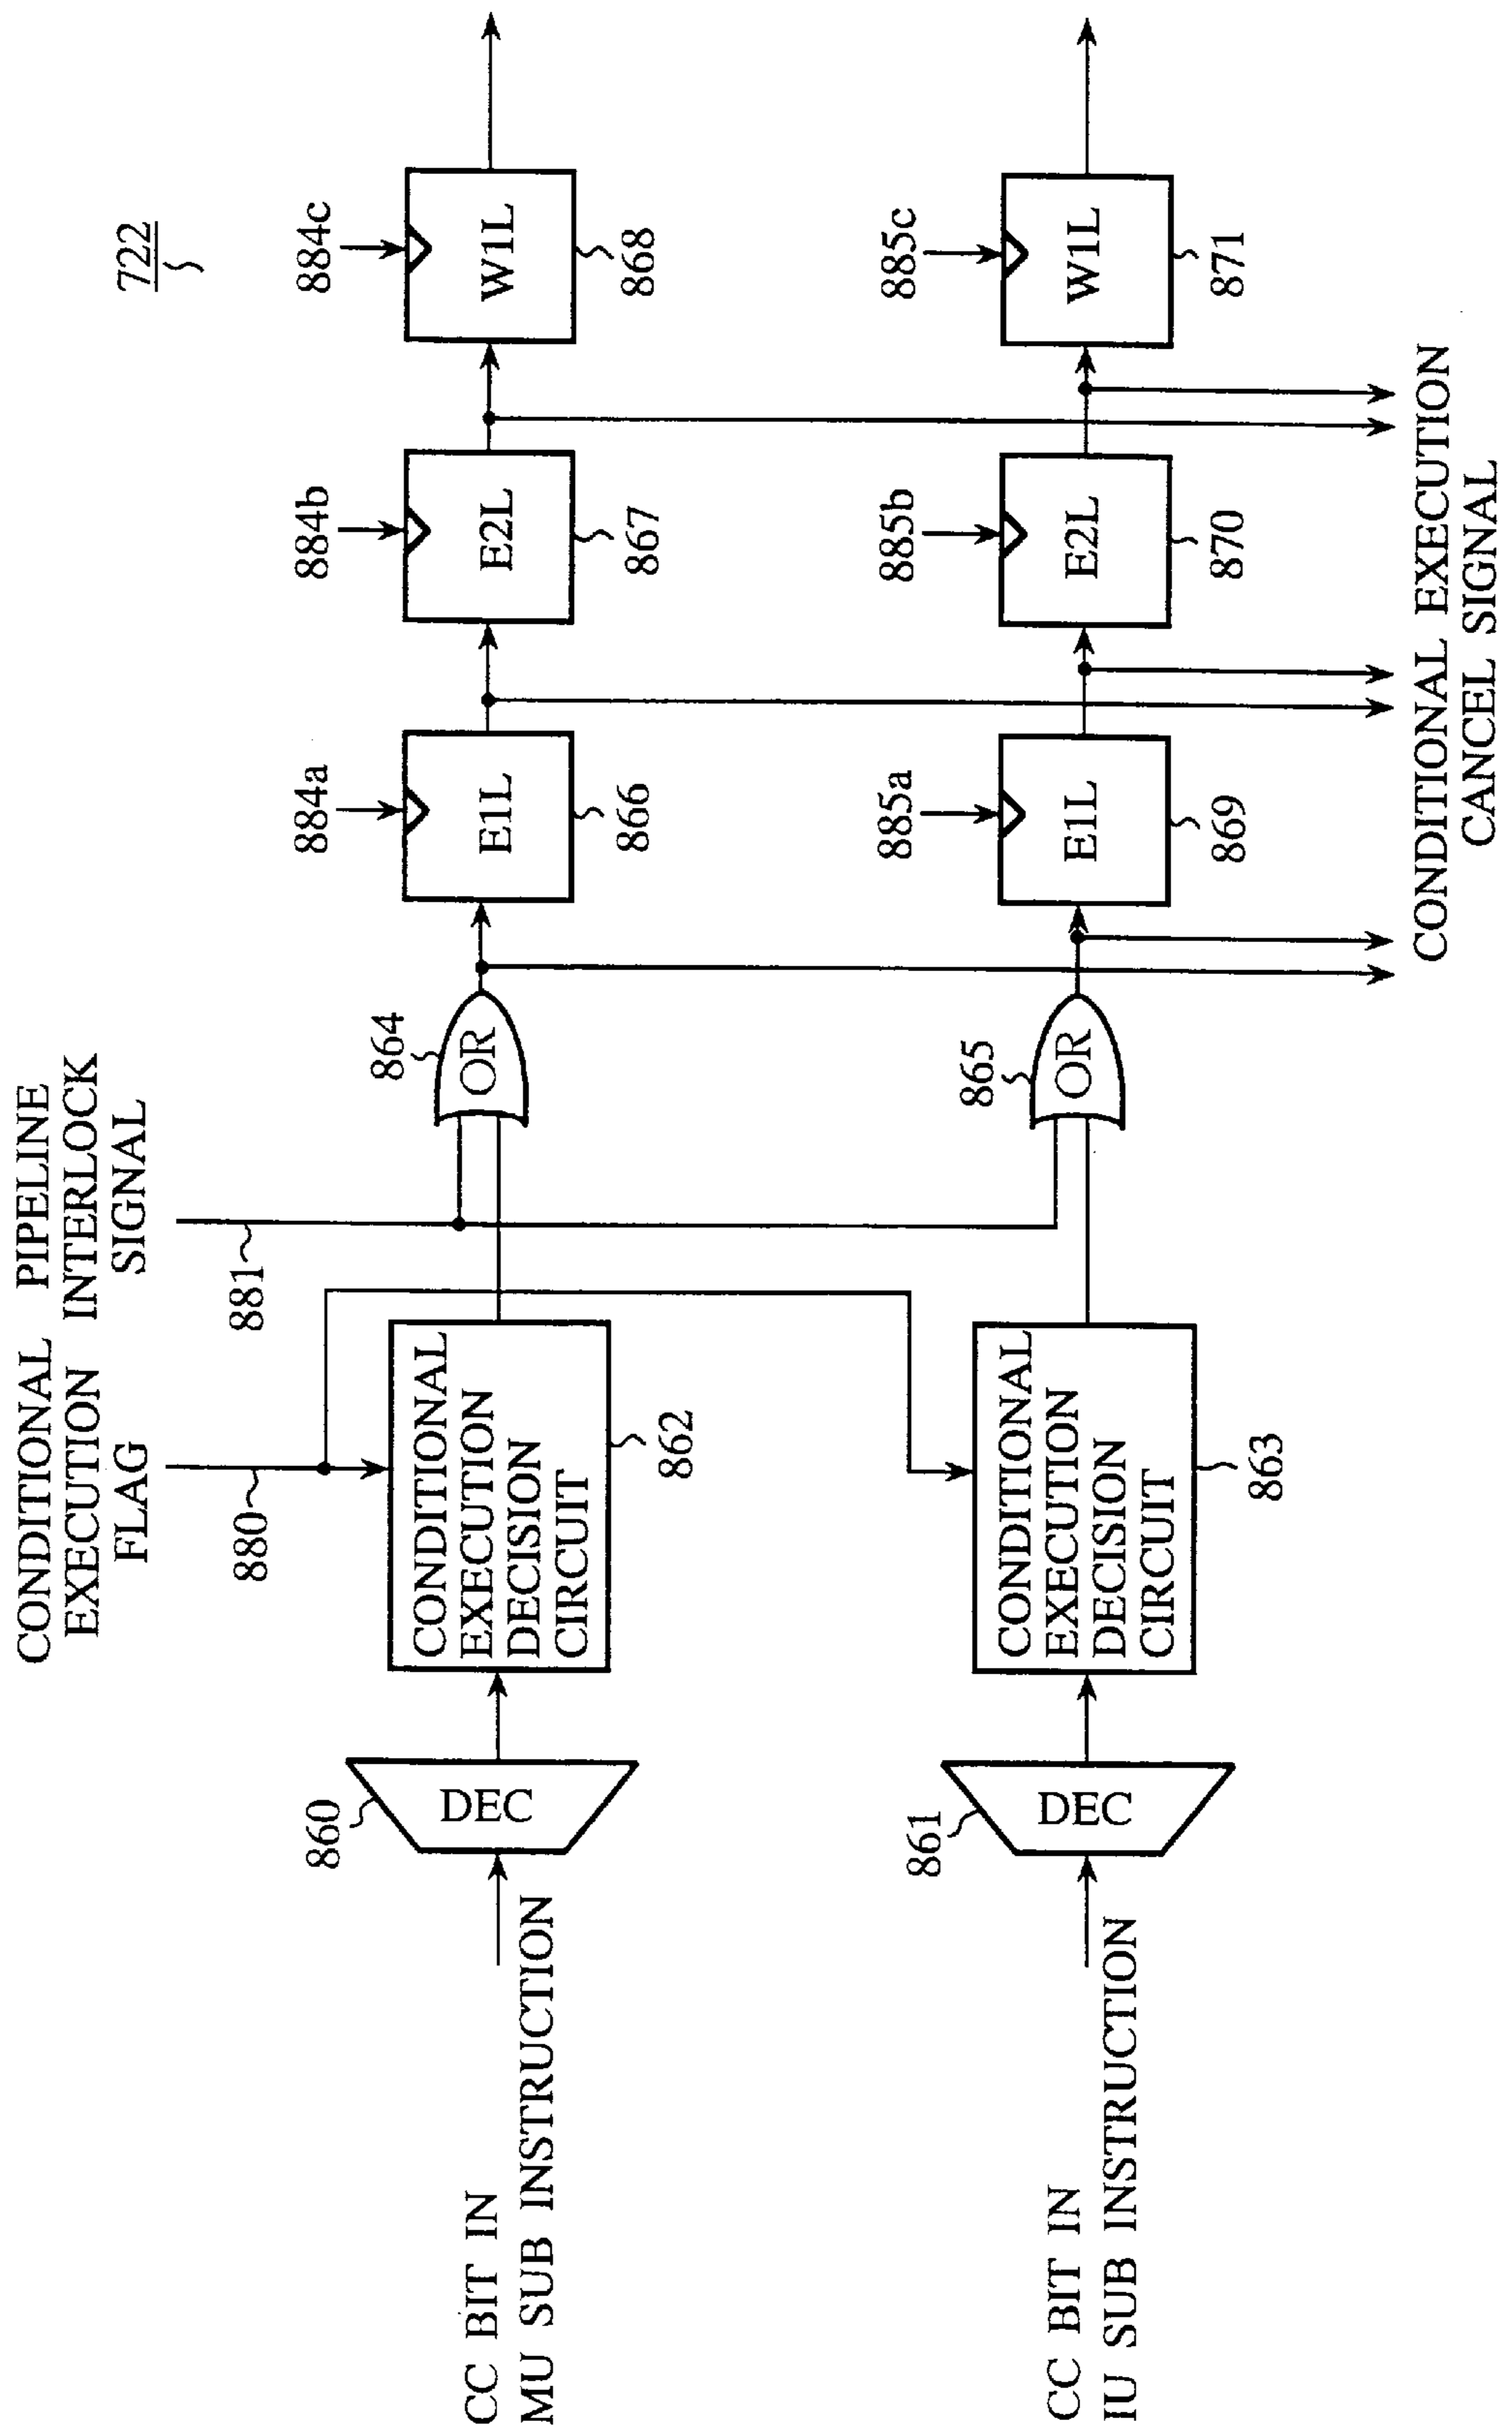 722
CONDITIONAL
EXECUTION
FLAG
PIPELINE
INTERLOCK
SIGNAL
880
881
CC BIT IN
MU SUB INSTRUCTION
860
DEC
CONDITIONAL
EXECUTION
DECISION
CIRCUIT
862
864
OR
884a
E1L
866
884b
E2L
867
884c
W1L
868
CC BIT IN
IU SUB INSTRUCTION
861
DEC
CONDITIONAL
EXECUTION
DECISION
CIRCUIT
863
865
OR
885a
E1L
869
885b
E2L
870
885c
W1L
871
CONDITIONAL EXECUTION
CANCEL SIGNAL